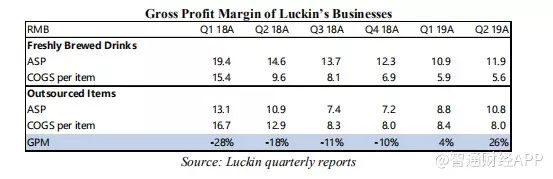 Gross Profit Margin of Luckin's Businesses
RMB Q1 18A Q2 18A Q3 18A Q4 18A Q1 19A Q2 19A
Freshly Brewed Drinks
ASP 19.4 14.6 13.7 12.3 10.9 11.9
COGS per item 15.4 9.6 8.1 6.9 5.9 5.6
Outsourced Items
ASP 13.1 10.9 7.4 7.2 8.8 10.8
COGS per item 16.7 12.9 8.3 8.0 8.4 8.0
GPM -28% -18% -11% -10% 4% 26%
Source: Luckin quarterly reports
@智通财经APP